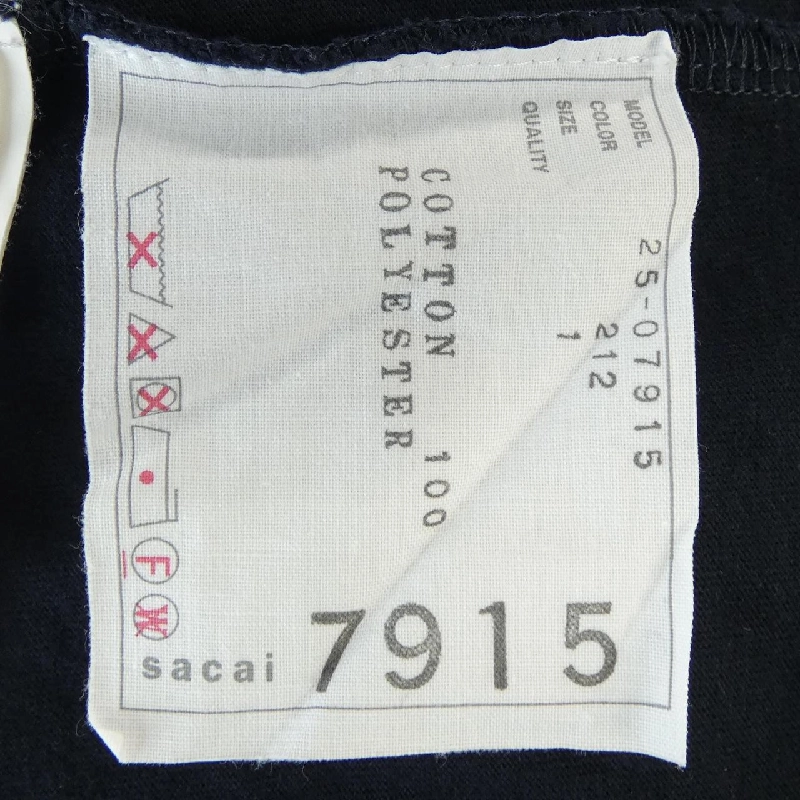 MODEL 25-07915
COLOR 212
SIZE 1
QUALITY
COTTON 100
POLYESTER
F
W
sacai
7915